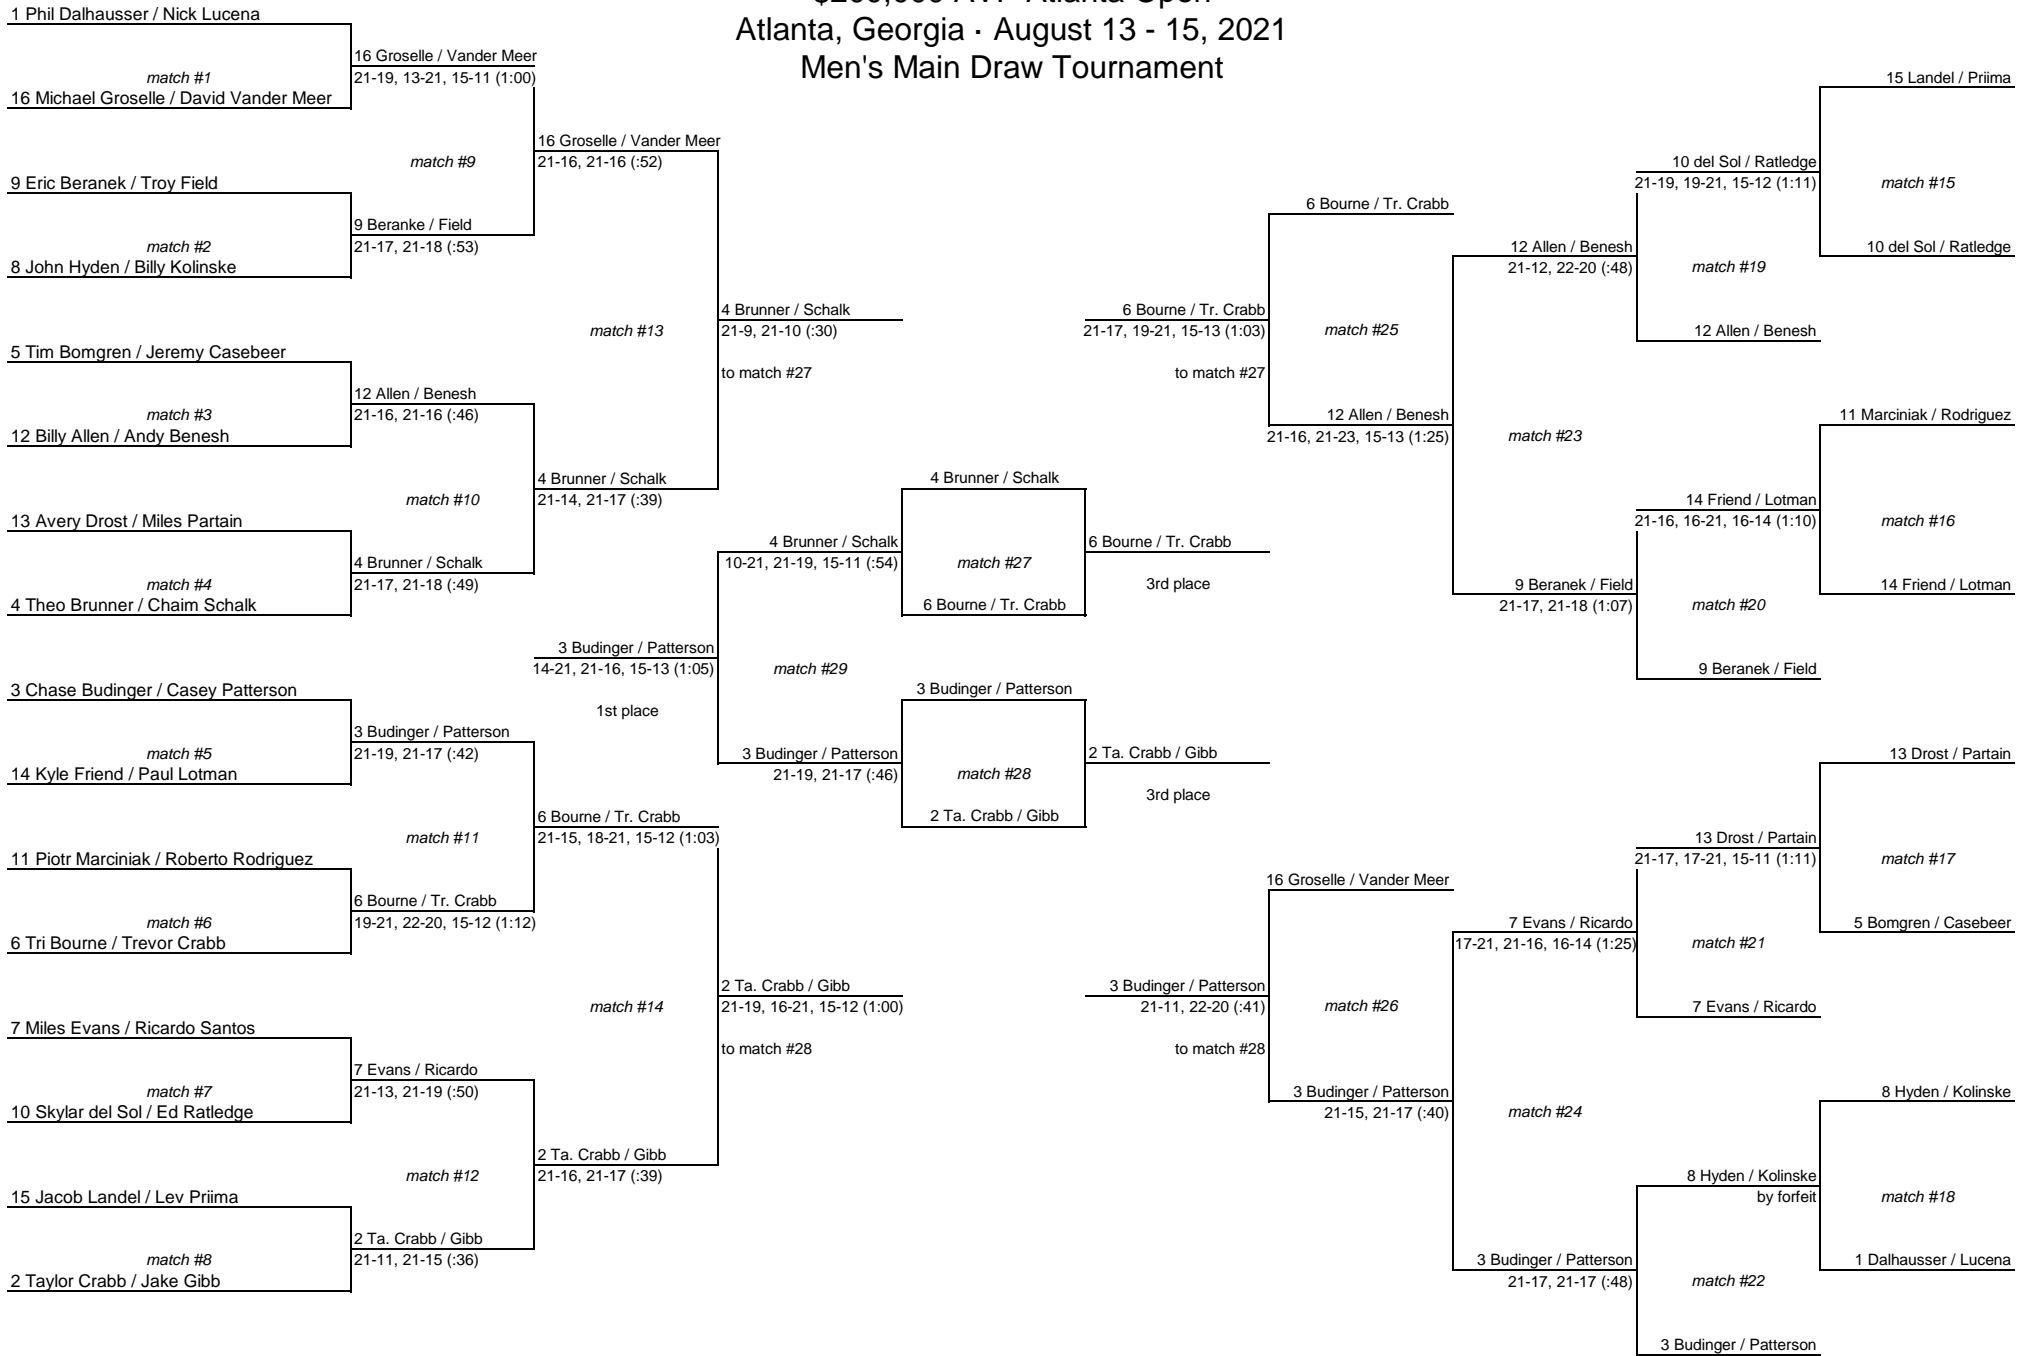 Atlanta, Georgia · August 13 - 15, 2021
Men's Main Draw Tournament
1 Phil Dalhausser / Nick Lucena
match #1
16 Michael Groselle / David Vander Meer
9 Eric Beranek / Troy Field
match #2
8 John Hyden / Billy Kolinske
5 Tim Bomgren / Jeremy Casebeer
match #3
12 Billy Allen / Andy Benesh
13 Avery Drost / Miles Partain
match #4
4 Theo Brunner / Chaim Schalk
3 Chase Budinger / Casey Patterson
match #5
14 Kyle Friend / Paul Lotman
11 Piotr Marciniak / Roberto Rodriguez
match #6
6 Tri Bourne / Trevor Crabb
7 Miles Evans / Ricardo Santos
match #7
10 Skylar del Sol / Ed Ratledge
15 Jacob Landel / Lev Priima
match #8
2 Taylor Crabb / Jake Gibb
16 Groselle / Vander Meer
21-19, 13-21, 15-11 (1:00)
match #9
9 Beranke / Field
21-17, 21-18 (:53)
12 Allen / Benesh
21-16, 21-16 (:46)
match #10
4 Brunner / Schalk
21-17, 21-18 (:49)
3 Budinger / Patterson
21-19, 21-17 (:42)
match #11
6 Bourne / Tr. Crabb
19-21, 22-20, 15-12 (1:12)
7 Evans / Ricardo
21-13, 21-19 (:50)
match #12
2 Ta. Crabb / Gibb
21-11, 21-15 (:36)
16 Groselle / Vander Meer
21-16, 21-16 (:52)
match #13
4 Brunner / Schalk
21-14, 21-17 (:39)
6 Bourne / Tr. Crabb
21-15, 18-21, 15-12 (1:03)
match #14
2 Ta. Crabb / Gibb
21-16, 21-17 (:39)
4 Brunner / Schalk
21-9, 21-10 (:30)
to match #27
2 Ta. Crabb / Gibb
21-19, 16-21, 15-12 (1:00)
to match #28
3 Budinger / Patterson
14-21, 21-16, 15-13 (1:05)
1st place
4 Brunner / Schalk
10-21, 21-19, 15-11 (:54)
match #29
3 Budinger / Patterson
21-19, 21-17 (:46)
4 Brunner / Schalk
match #27
6 Bourne / Tr. Crabb
3 Budinger / Patterson
match #28
2 Ta. Crabb / Gibb
6 Bourne / Tr. Crabb
3rd place
2 Ta. Crabb / Gibb
3rd place
6 Bourne / Tr. Crabb
21-17, 19-21, 15-13 (1:03)
to match #27
3 Budinger / Patterson
21-11, 22-20 (:41)
to match #28
6 Bourne / Tr. Crabb
match #25
12 Allen / Benesh
21-16, 21-23, 15-13 (1:25)
16 Groselle / Vander Meer
match #26
3 Budinger / Patterson
21-15, 21-17 (:40)
12 Allen / Benesh
21-12, 22-20 (:48)
match #23
9 Beranek / Field
21-17, 21-18 (1:07)
7 Evans / Ricardo
17-21, 21-16, 16-14 (1:25)
match #24
3 Budinger / Patterson
21-17, 21-17 (:48)
10 del Sol / Ratledge
21-19, 19-21, 15-12 (1:11)
match #19
12 Allen / Benesh
14 Friend / Lotman
21-16, 16-21, 16-14 (1:10)
match #20
9 Beranek / Field
13 Drost / Partain
21-17, 17-21, 15-11 (1:11)
match #21
7 Evans / Ricardo
8 Hyden / Kolinske
by forfeit
match #22
3 Budinger / Patterson
15 Landel / Priima
match #15
10 del Sol / Ratledge
11 Marciniak / Rodriguez
match #16
14 Friend / Lotman
13 Drost / Partain
match #17
5 Bomgren / Casebeer
8 Hyden / Kolinske
match #18
1 Dalhausser / Lucena